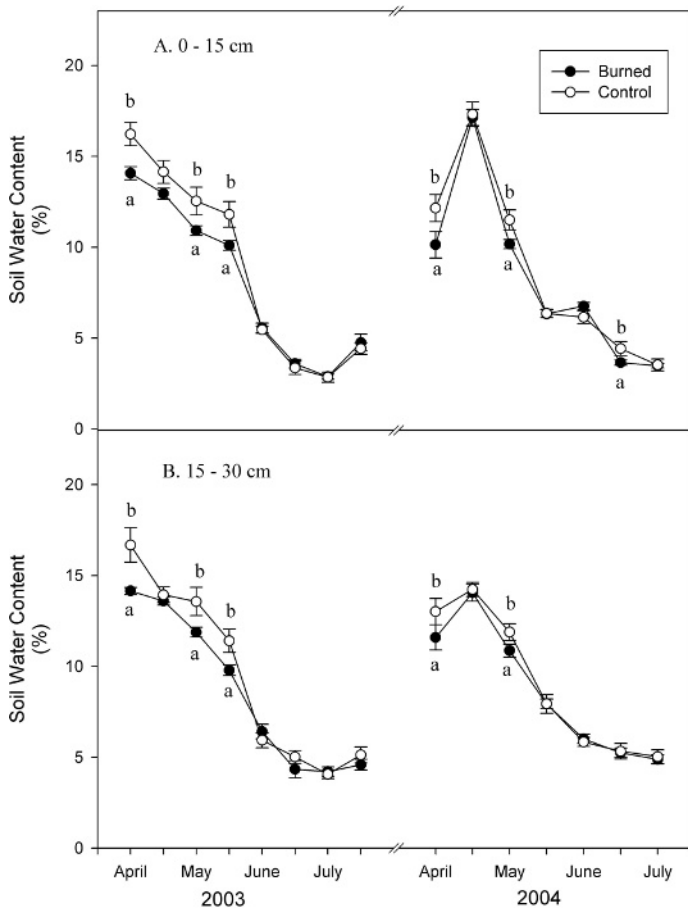 A. 0 - 15 cm
Burned
Control
20
15
10
5
0
Soil Water Content
(%)
b
b
b
a
a
a
b
b
b
a
a
a
B. 15 - 30 cm
20
15
10
5
0
Soil Water Content
(%)
b
b
b
a
a
a
b
b
a
a
April May June July April May June July
2003 2004